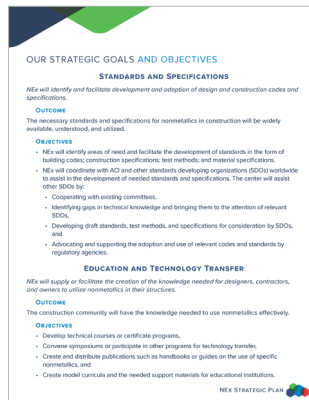 OUR STRATEGIC GOALS AND OBJECTIVES
STANDARDS AND SPECIFICATIONS
NEx will identify and facilitate development and adoption of design and construction codes and
specifications.
OUTCOME
The necessary standards and specifications for nonmetallics in construction will be widely
available, understood, and utilized.
OBJECTIVES
• NEx will identify areas of need and facilitate the development of standards in the form of
building codes; construction specifications; test methods; and material specifications.
• NEx will coordinate with ACI and other standards developing organizations (SDOs) worldwide
to assist in the development of needed standards and specifications. The center will assist
other SDOs by:
• Cooperating with existing committees,
• Identifying gaps in technical knowledge and bringing them to the attention of relevant
SDOs,
• Developing draft standards, test methods, and specifications for consideration by SDOs,
and
• Advocating and supporting the adoption and use of relevant codes and standards by
regulatory agencies.
EDUCATION AND TECHNOLOGY TRANSFER
NEx will supply or facilitate the creation of the knowledge needed for designers, contractors,
and owners to utilize nonmetallics in their structures.
OUTCOME
The construction community will have the knowledge needed to use nonmetallics effectively.
OBJECTIVES
• Develop technical courses or certificate programs,
• Convene symposiums or participate in other programs for technology transfer,
• Create and distribute publications such as handbooks or guides on the use of specific
nonmetallics, and
• Create model curricula and the needed support materials for educational institutions.
NEX STRATEGIC PLAN